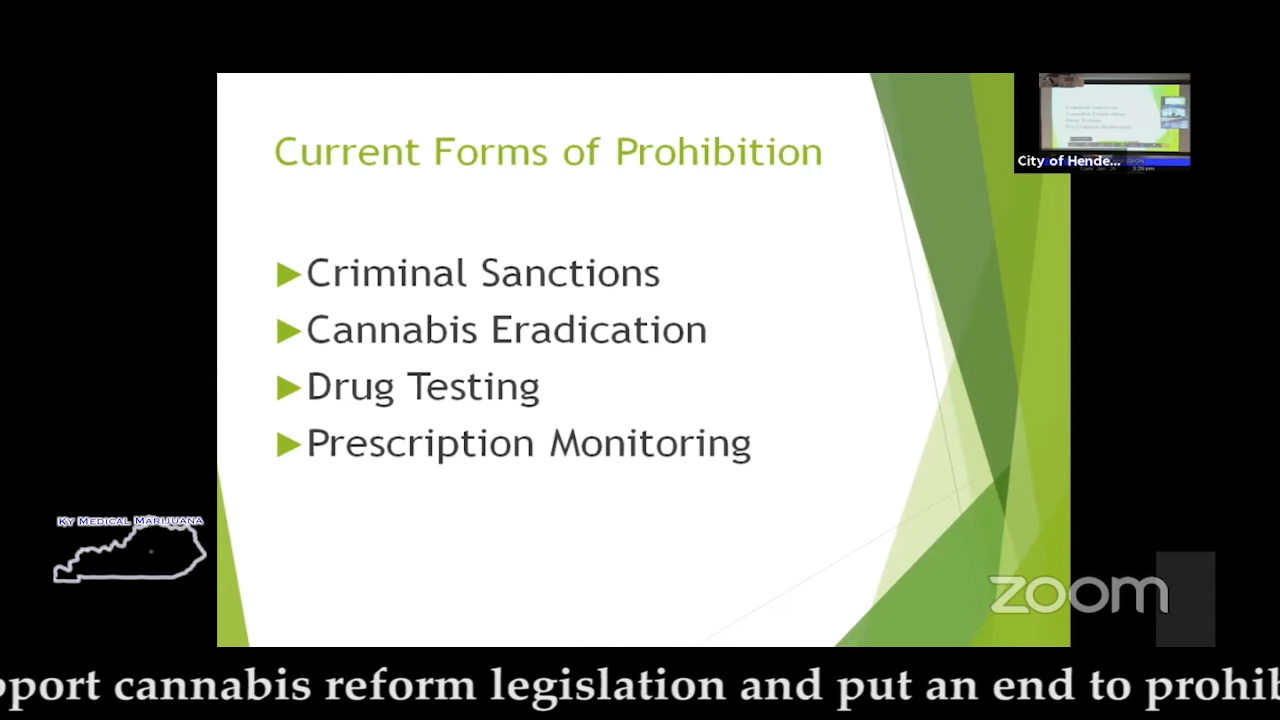 Current Forms of Prohibition
Criminal Sanctions
Cannabis Eradication
Drug Testing
Prescription Monitoring
City of Hende...
KY MEDICAL MARIJUANA
zoom
pport cannabis reform legislation and put an end to prohib